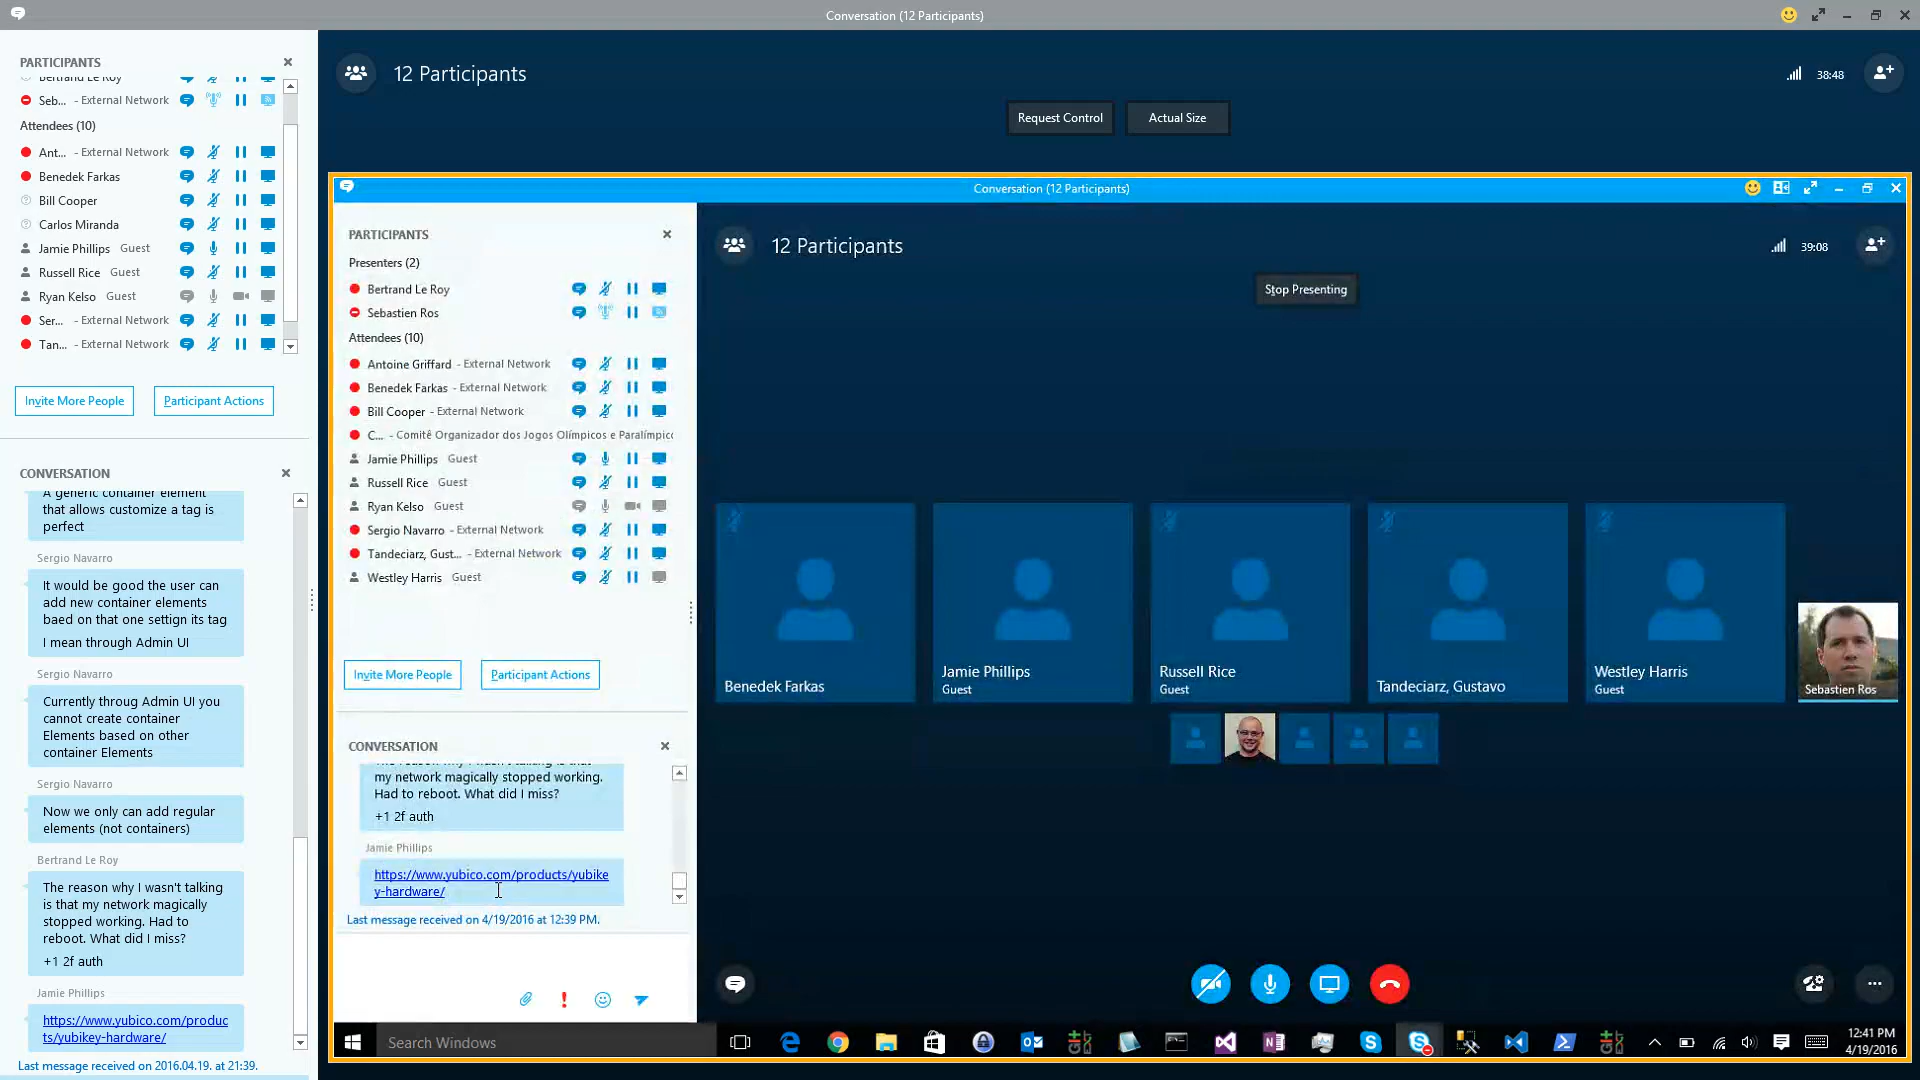 Conversation (12 Participants)
PARTICIPANTS
Bertrand Le Roy
Seb... - External Network
Attendees (10)
Ant... - External Network
Benedek Farkas
Bill Cooper
Carlos Miranda
Jamie Phillips Guest
Russell Rice Guest
Ryan Kelso Guest
Ser... - External Network
Tan... - External Network
Invite More People
Participant Actions
CONVERSATION
A generic container element
that allows customize a tag is
perfect
Sergio Navarro
It would be good the user can
add new container elements
baed on that one settign its tag
I mean through Admin UI
Sergio Navarro
Currently throug Admin UI you
cannot create container
Elements based on other
container Elements
Sergio Navarro
Now we only can add regular
elements (not containers)
Bertrand Le Roy
The reason why I wasn't talking
is that my network magically
stopped working. Had to
reboot. What did I miss?
+1 2f auth
Jamie Phillips
https://www.yubico.com/produc
ts/yubikey-hardware/
Last message received on 2016.04.19. at 21:39.
12 Participants
38:48
Request Control
Actual Size
Conversation (12 Participants)
PARTICIPANTS
Presenters (2)
Bertrand Le Roy
Sebastien Ros
Attendees (10)
Antoine Griffard - External Network
Benedek Farkas - External Network
Bill Cooper - External Network
C... - Comitê Organizador dos Jogos Olímpicos e Paralímpicc
Jamie Phillips Guest
Russell Rice Guest
Ryan Kelso Guest
Sergio Navarro - External Network
Tandeciarz, Gust... - External Network
Westley Harris Guest
Invite More People
Participant Actions
CONVERSATION
The reason why I wasn't talking is that
my network magically stopped working.
Had to reboot. What did I miss?
+1 2f auth
Jamie Phillips
https://www.yubico.com/products/yubike
y-hardware/
Last message received on 4/19/2016 at 12:39 PM.
12 Participants
39:08
Stop Presenting
Benedek Farkas
Jamie Phillips
Guest
Russell Rice
Guest
Tandeciarz, Gustavo
Westley Harris
Guest
Sebastien Ros
Search Windows
12:41 PM
4/19/2016